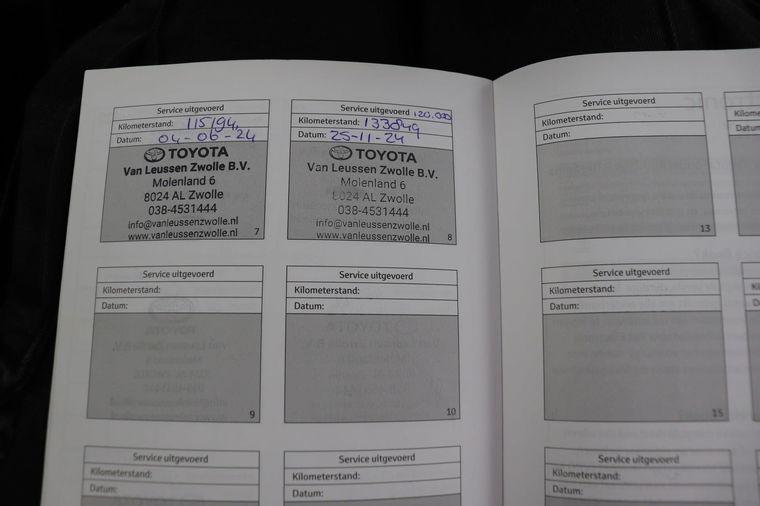 Service uitgevoerd
Kilometerstand: 115194,
Datum: 04-06-24
TOYOTA
Van Leussen Zwolle B.V.
Molenland 6
8024 AL Zwolle
038-4531444
info@vanleussenzwolle.nl
www.vanleussenzwolle.nl
7
Service uitgevoerd 120.000
Kilometerstand: 133849
Datum: 25-11-24
TOYOTA
Van Leussen Zwolle B.V.
Molenland 6
8024 AL Zwolle
038-4531444
info@vanleussenzwolle.nl
www.vanleussenzwolle.nl
8
Service uitgevoerd
Kilometerstand:
Datum:
9
Service uitgevoerd
Kilometerstand:
Datum:
10
Service uitgevoerd
Kilometerstand:
Datum:
Service uitgevoerd
Kilometerstand:
Datum:
Service uitgevoerd
Kilometerstand:
Datum:
13
Kilome
Datum
Service uitgevoerd
Kilometerstand:
Datum:
15
Service uitgevoerd
Kilometerstand:
Datum: